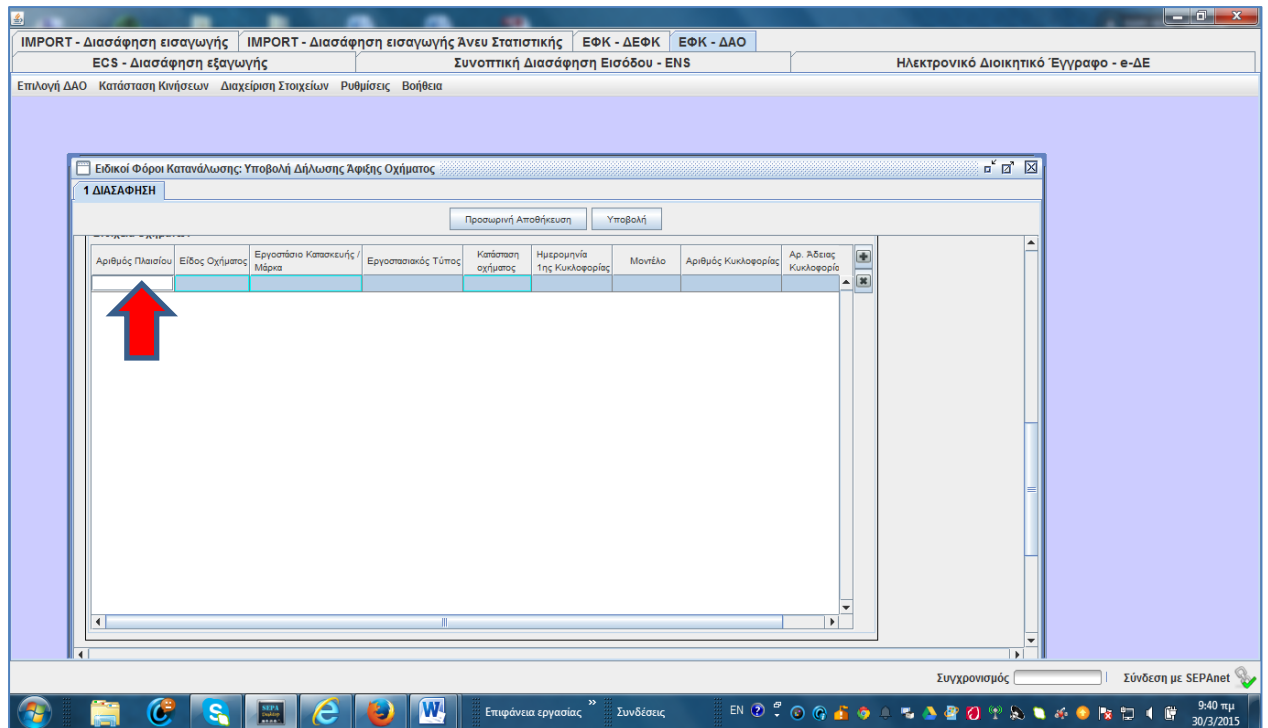 IMPORT - Διασάφηση εισαγωγής IMPORT - Διασάφηση εισαγωγής Άνευ Στατιστικής ΕΦΚ - ΔΕΦΚ ΕΦΚ - ΔΑΟ
ECS - Διασάφηση εξαγωγής Συνοπτική Διασάφηση Εισόδου - ENS Ηλεκτρονικό Διοικητικό Έγγραφο - e-ΔΕ
Επιλογή ΔΑΟ Κατάσταση Κινήσεων Διαχείριση Στοιχείων Ρυθμίσεις Βοήθεια
Ειδικοί Φόροι Κατανάλωσης: Υποβολή Δήλωσης Άφιξης Οχήματος
1 ΔΙΑΣΑΦΗΣΗ
Προσωρινή Αποθήκευση Υποβολή
Αριθμός Πλαισίου Είδος Οχήματος Εργοστάσιο Κατασκευής / Μάρκα Εργοστασιακός Τύπος Κατάσταση οχήματος Ημερομηνία 1ης Κυκλοφορίας Μοντέλο Αριθμός Κυκλοφορίας Αρ. Άδειας Κυκλοφορία
Συγχρονισμός Σύνδεση με SEPAnet
SEPA
W Επιφάνεια εργασίας » Συνδέσεις EN 9:40 πμ
30/3/2015